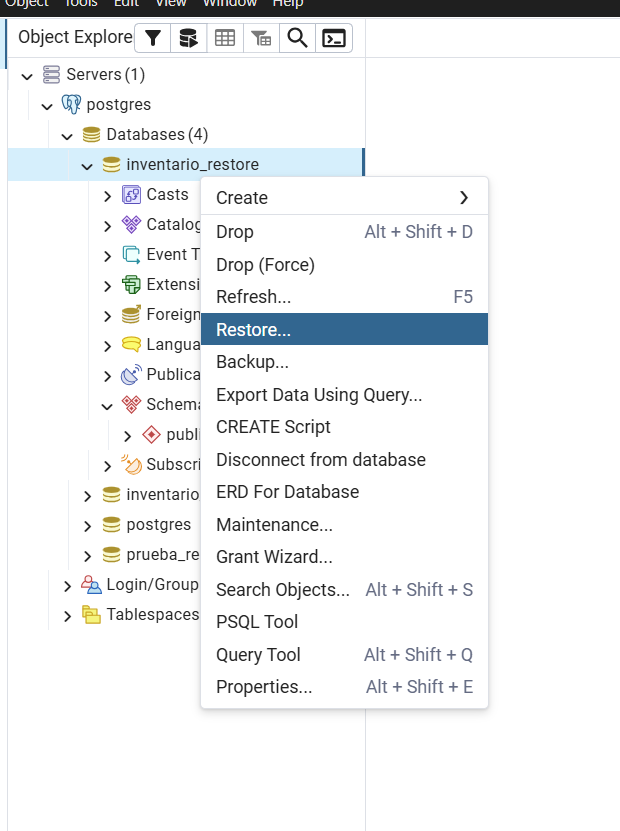 Object Tools Edit View Window Help
Object Explore
Servers (1)
postgres
Databases (4)
inventario_restore
Casts
Catalog
Event T
Extensi
Foreign
Langua
Publica
Schema
publi
Subscri
inventario_
postgres
prueba_re
Login/Group
Tablespaces
Create
Drop Alt + Shift + D
Drop (Force)
Refresh... F5
Restore...
Backup...
Export Data Using Query...
CREATE Script
Disconnect from database
ERD For Database
Maintenance...
Grant Wizard...
Search Objects... Alt + Shift + S
PSQL Tool
Query Tool Alt + Shift + Q
Properties... Alt + Shift + E